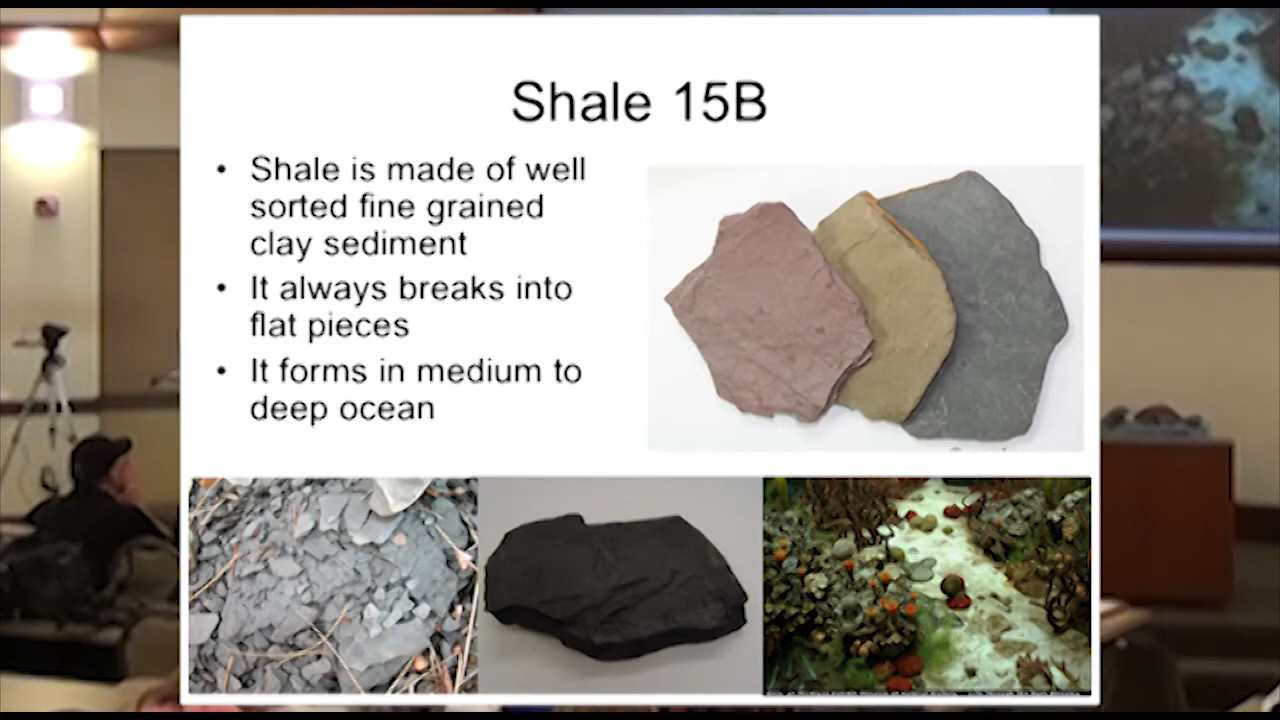 Shale 15B
• Shale is made of well
sorted fine grained
clay sediment
• It always breaks into
flat pieces
• It forms in medium to
deep ocean